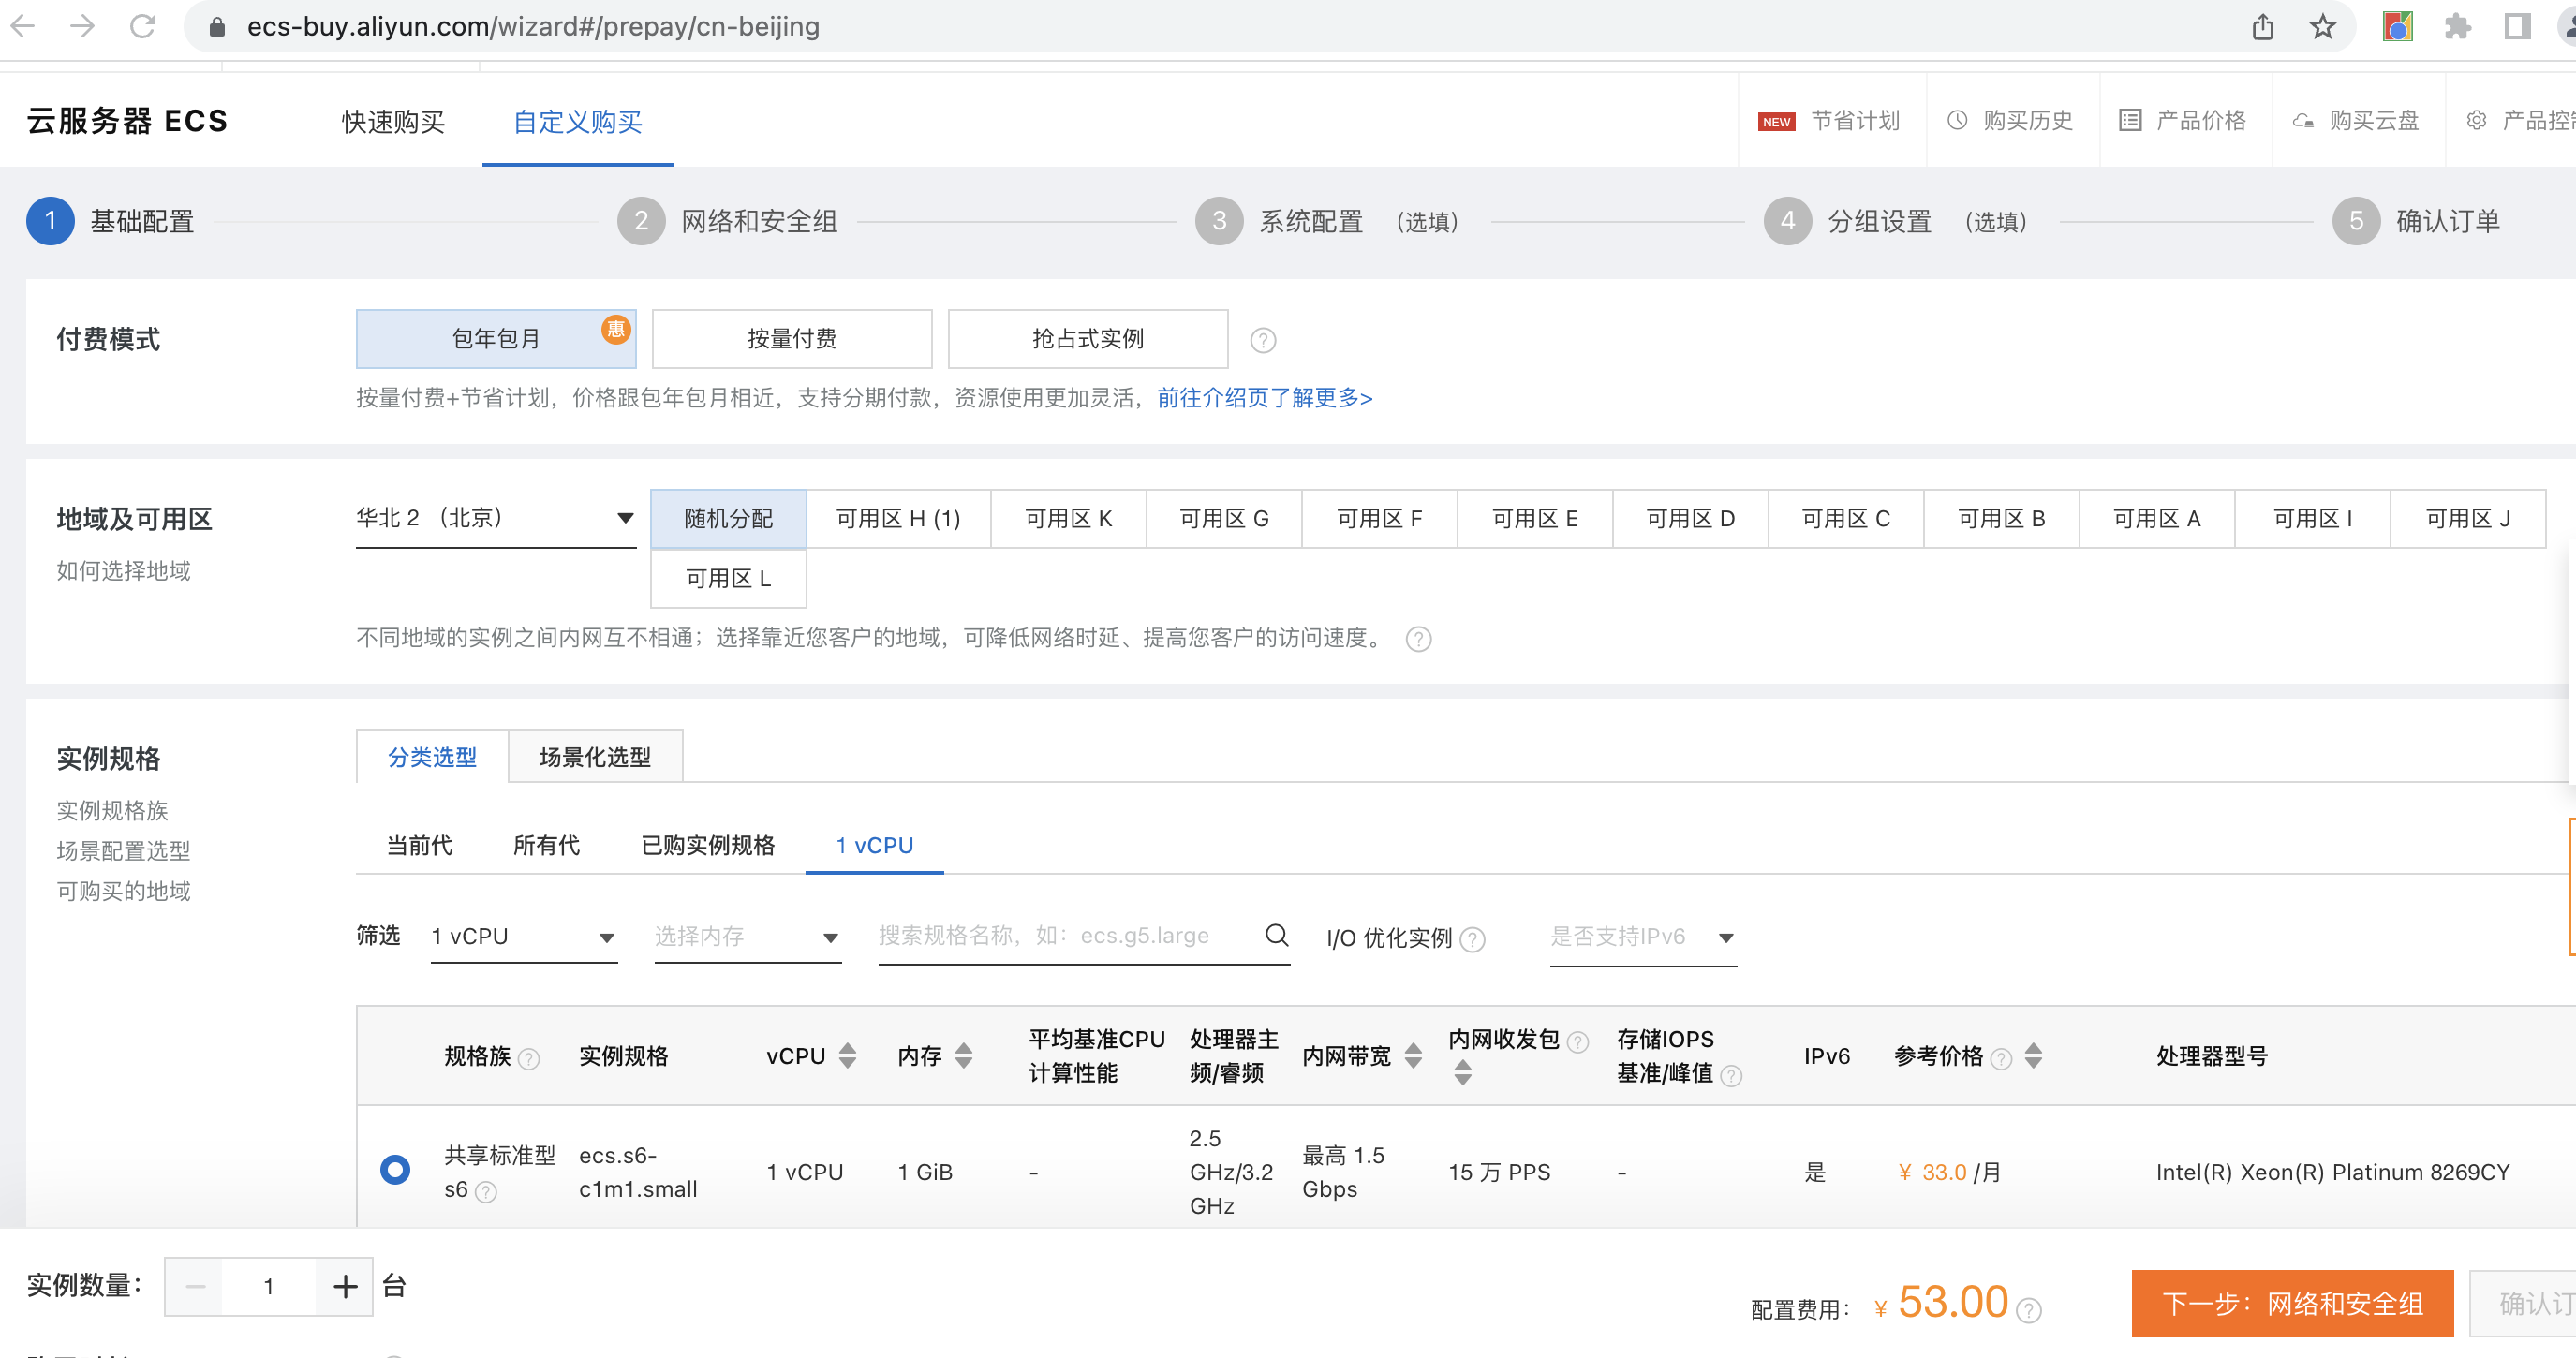 ecs-buy.aliyun.com/wizard#/prepay/cn-beijing
云服务器 ECS 快速购买 自定义购买 NEW 节省计划 购买历史 产品价格 购买云盘 产品控
1 基础配置 2 网络和安全组 3 系统配置 (选填) 4 分组设置 (选填) 5 确认订单
付费模式 包年包月 惠 按量付费 抢占式实例 ?
按量付费+节省计划，价格跟包年包月相近，支持分期付款，资源使用更加灵活，前往介绍页了解更多>
地域及可用区 华北 2 （北京） 随机分配 可用区 H (1) 可用区 K 可用区 G 可用区 F 可用区 E 可用区 D 可用区 C 可用区 B 可用区 A 可用区 I 可用区 J
如何选择地域 可用区 L
不同地域的实例之间内网互不相通；选择靠近您客户的地域，可降低网络时延、提高您客户的访问速度。 ?
实例规格 分类选型 场景化选型
实例规格族
场景配置选型
可购买的地域
当前代 所有代 已购实例规格 1 vCPU
筛选 1 vCPU 选择内存 搜索规格名称，如：ecs.g5.large I/O 优化实例 ? 是否支持IPv6
规格族 ? 实例规格 vCPU 内存 平均基准CPU 计算性能 处理器主频/睿频 内网带宽 内网收发包 ? 存储IOPS 基准/峰值 ? IPv6 参考价格 ? 处理器型号
共享标准型 s6 ? ecs.s6-c1m1.small 1 vCPU 1 GiB - 2.5 GHz/3.2 GHz 最高 1.5 Gbps 15 万 PPS - 是 ¥ 33.0 /月 Intel(R) Xeon(R) Platinum 8269CY
实例数量： 1 台
配置费用： ¥ 53.00 ? 下一步：网络和安全组 确认订